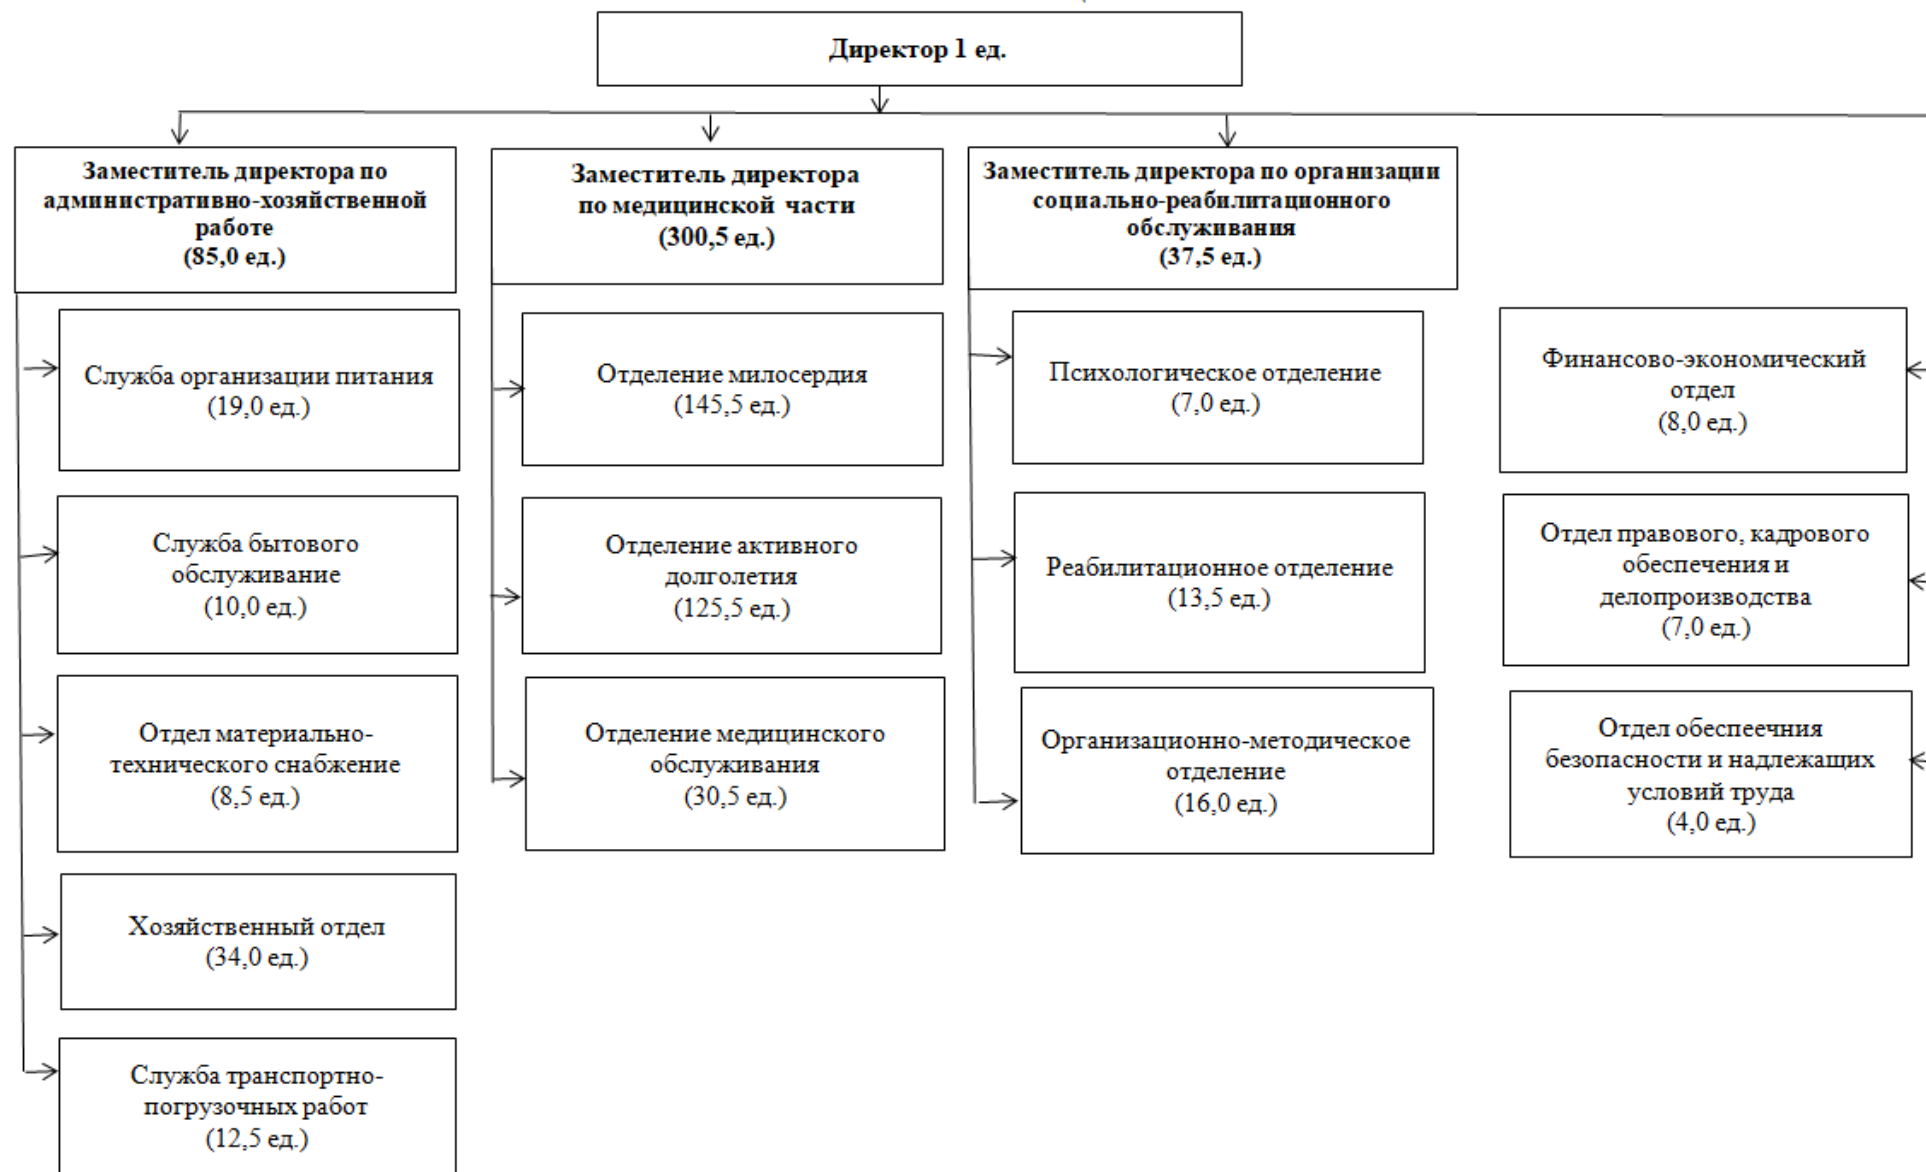 Директор 1 ед.
Заместитель директора по
административно-хозяйственной
работе
(85,0 ед.)
Служба организации питания
(19,0 ед.)
Служба бытового
обслуживание
(10,0 ед.)
Отдел материально-
технического снабжение
(8,5 ед.)
Хозяйственный отдел
(34,0 ед.)
Служба транспортно-
погрузочных работ
(12,5 ед.)
Заместитель директора
по медицинской части
(300,5 ед.)
Отделение милосердия
(145,5 ед.)
Отделение активного
долголетия
(125,5 ед.)
Отделение медицинского
обслуживания
(30,5 ед.)
Заместитель директора по организации
социально-реабилитационного
обслуживания
(37,5 ед.)
Психологическое отделение
(7,0 ед.)
Реабилитационное отделение
(13,5 ед.)
Организационно-методическое
отделение
(16,0 ед.)
Финансово-экономический
отдел
(8,0 ед.)
Отдел правового, кадрового
обеспечения и
делопроизводства
(7,0 ед.)
Отдел обеспеечния
безопасности и надлежащих
условий труда
(4,0 ед.)